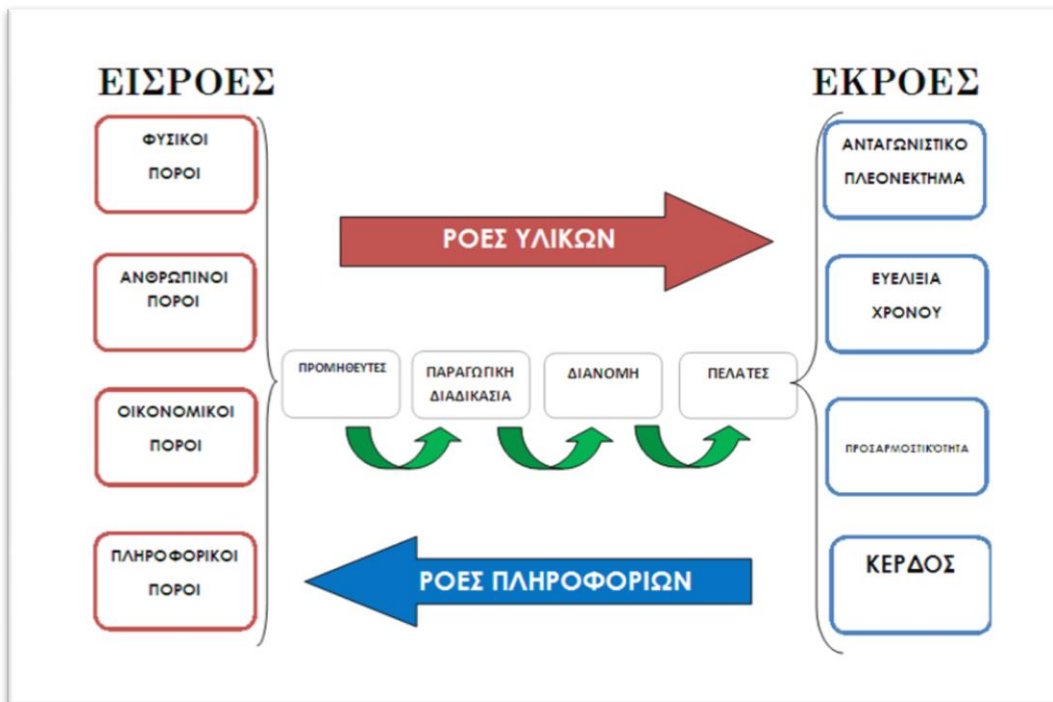 ΕΙΣΡΟΕΣ
ΦΥΣΙΚΟΙ
ΠΟΡΟΙ
ΑΝΘΡΩΠΙΝΟΙ
ΠΟΡΟΙ
ΟΙΚΟΝΟΜΙΚΟΙ
ΠΟΡΟΙ
ΠΛΗΡΟΦΟΡΙΚΟΙ
ΠΟΡΟΙ
ΡΟΕΣ ΥΛΙΚΩΝ
ΠΡΟΜΗΘΕΥΤΕΣ
ΠΑΡΑΓΩΓΙΚΗ
ΔΙΑΔΙΚΑΣΙΑ
ΔΙΑΝΟΜΗ
ΠΕΛΑΤΕΣ
ΡΟΕΣ ΠΛΗΡΟΦΟΡΙΩΝ
ΕΚΡΟΕΣ
ΑΝΤΑΓΩΝΙΣΤΙΚΟ
ΠΛΕΟΝΕΚΤΗΜΑ
ΕΥΕΛΙΞΙΑ
ΧΡΟΝΟΥ
ΠΡΟΣΑΡΜΟΣΤΙΚΌΤΗΤΑ
ΚΕΡΔΟΣ